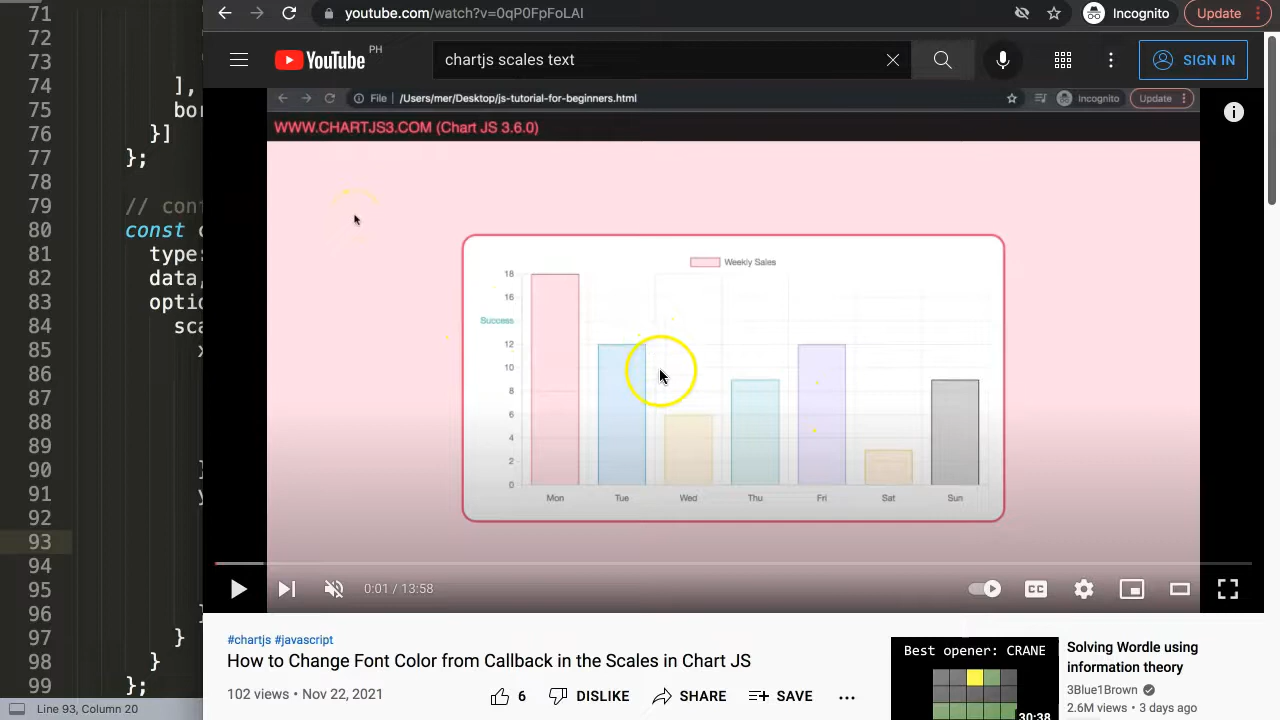 71
72
73
74 ],
75 bor
76 }]
77 };
78
79 // con
80 const c
81 type:
82 data,
83 optio
84 sca
85 x
86
87
88
89
90 }
91 y
92
93
94
95
96 }
97 }
98 }
99 };
Line 93, Column 20
youtube.com/watch?v=0qP0FpFoLAI
Incognito
Update
YouTube PH
chartjs scales text
SIGN IN
File /Users/mer/Desktop/js-tutorial-for-beginners.html
Incognito
Update
WWW.CHARTJS3.COM (Chart JS 3.6.0)
Weekly Sales
18
16
Success
12
10
8
6
4
2
0
Mon Tue Wed Thu Fri Sat Sun
0:01 / 13:58
CC
#chartjs #javascript
How to Change Font Color from Callback in the Scales in Chart JS
102 views • Nov 22, 2021
6 DISLIKE SHARE SAVE
Best opener: CRANE
30:38
Solving Wordle using
information theory
3Blue1Brown
2.6M views • 3 days ago